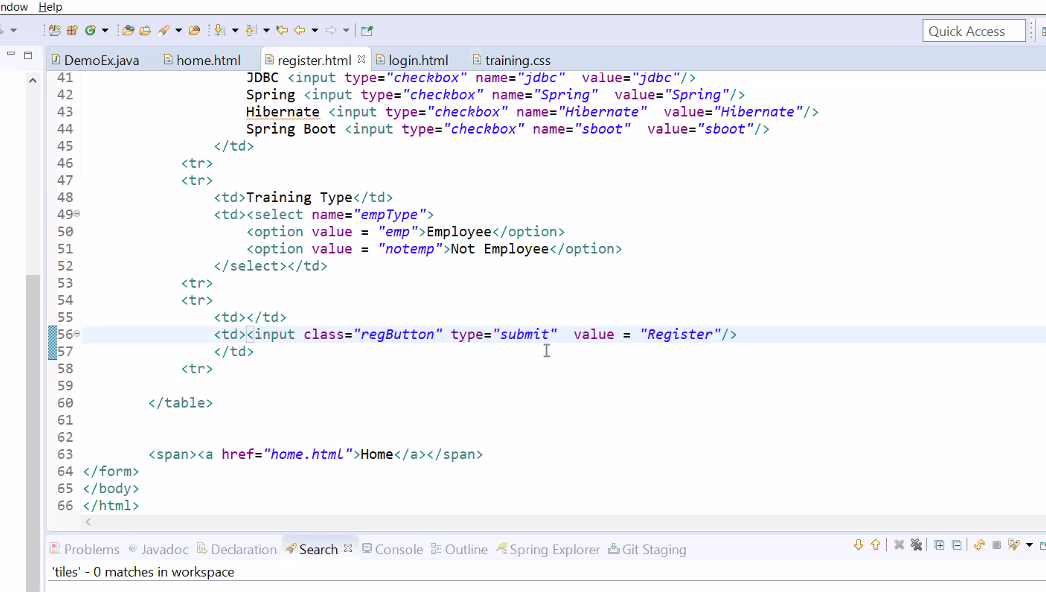 ndow Help
Quick Access
DemoEx.java home.html register.html login.html training.css
41 JDBC <input type="checkbox" name="jdbc" value="jdbc"/>
42 Spring <input type="checkbox" name="Spring" value="Spring"/>
43 Hibernate <input type="checkbox" name="Hibernate" value="Hibernate"/>
44 Spring Boot <input type="checkbox" name="sboot" value="sboot"/>
45 </td>
46 <tr>
47 <tr>
48 <td>Training Type</td>
49 <td><select name="empType">
50 <option value = "emp">Employee</option>
51 <option value = "notemp">Not Employee</option>
52 </select></td>
53 <tr>
54 <tr>
55 <td></td>
56 <td><input class="regButton" type="submit" value = "Register"/>
57 </td>
58 <tr>
59
60 </table>
61
62
63 <span><a href="home.html">Home</a></span>
64 </form>
65 </body>
66 </html>
Problems Javadoc Declaration Search Console Outline Spring Explorer Git Staging
'tiles' - 0 matches in workspace